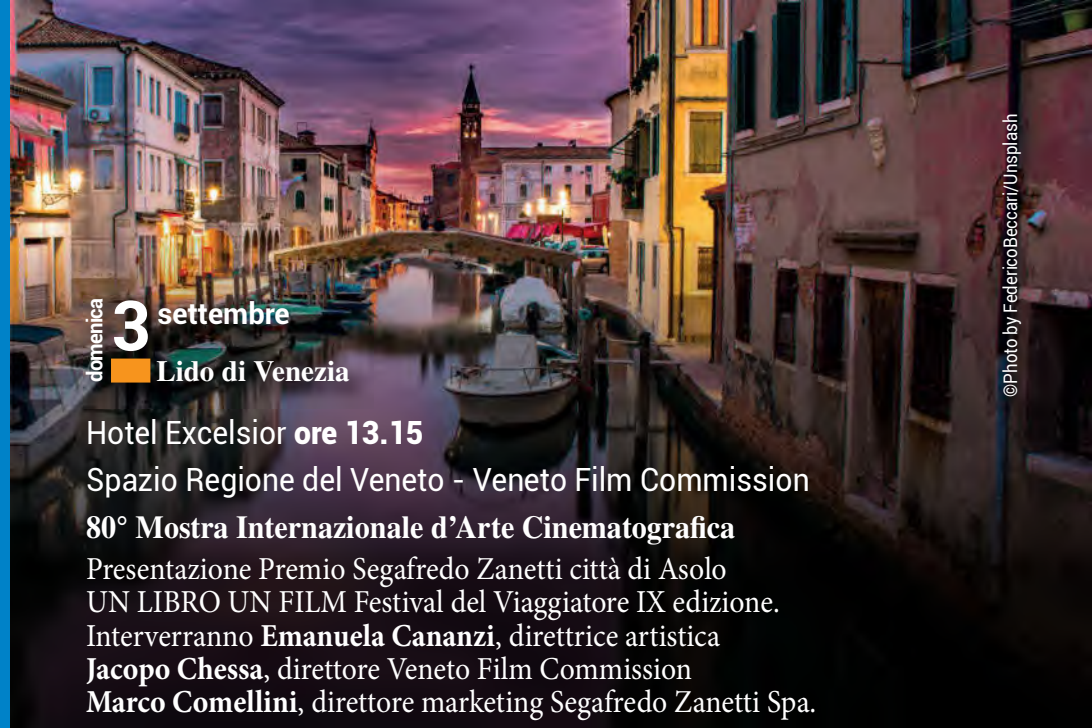 domenica
3 settembre
Lido di Venezia
Hotel Excelsior ore 13.15
Spazio Regione del Veneto - Veneto Film Commission
80° Mostra Internazionale d’Arte Cinematografica
Presentazione Premio Segafredo Zanetti città di Asolo
UN LIBRO UN FILM Festival del Viaggiatore IX edizione.
Interverranno Emanuela Cananzi, direttrice artistica
Jacopo Chessa, direttore Veneto Film Commission
Marco Comellini, direttore marketing Segafredo Zanetti Spa.
©Photo by FedericoBeccari/Unsplash